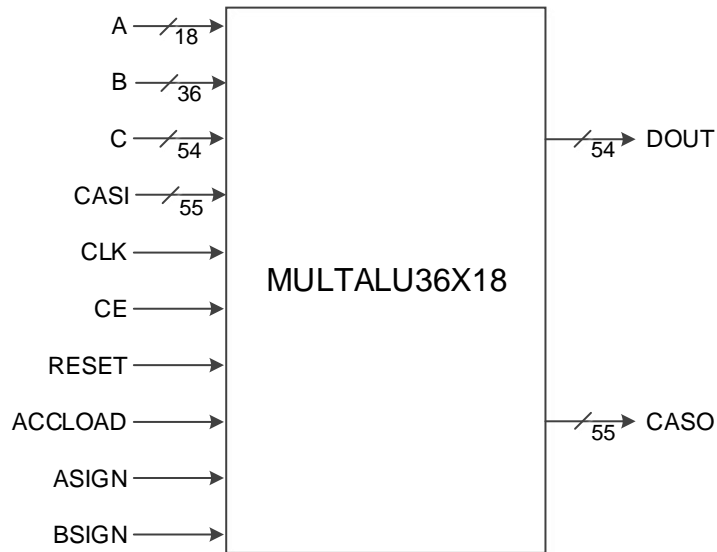 A
18
B
36
C
54
54
DOUT
CASI
55
CLK
MULTALU36X18
CE
RESET
ACCLOAD
55
CASO
ASIGN
BSIGN